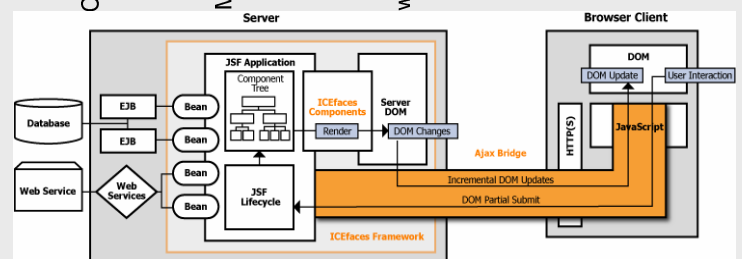 Server
Browser Client
JSF Application
Component
Tree
ICEfaces
Components
Render
Server
DOM
DOM Changes
DOM
DOM Update
User Interaction
Database
EJB
EJB
Bean
Bean
Bean
Bean
Web Service
Web
Services
JSF
Lifecycle
HTTP(S)
JavaScript
Ajax Bridge
Incremental DOM Updates
DOM Partial Submit
ICEfaces Framework